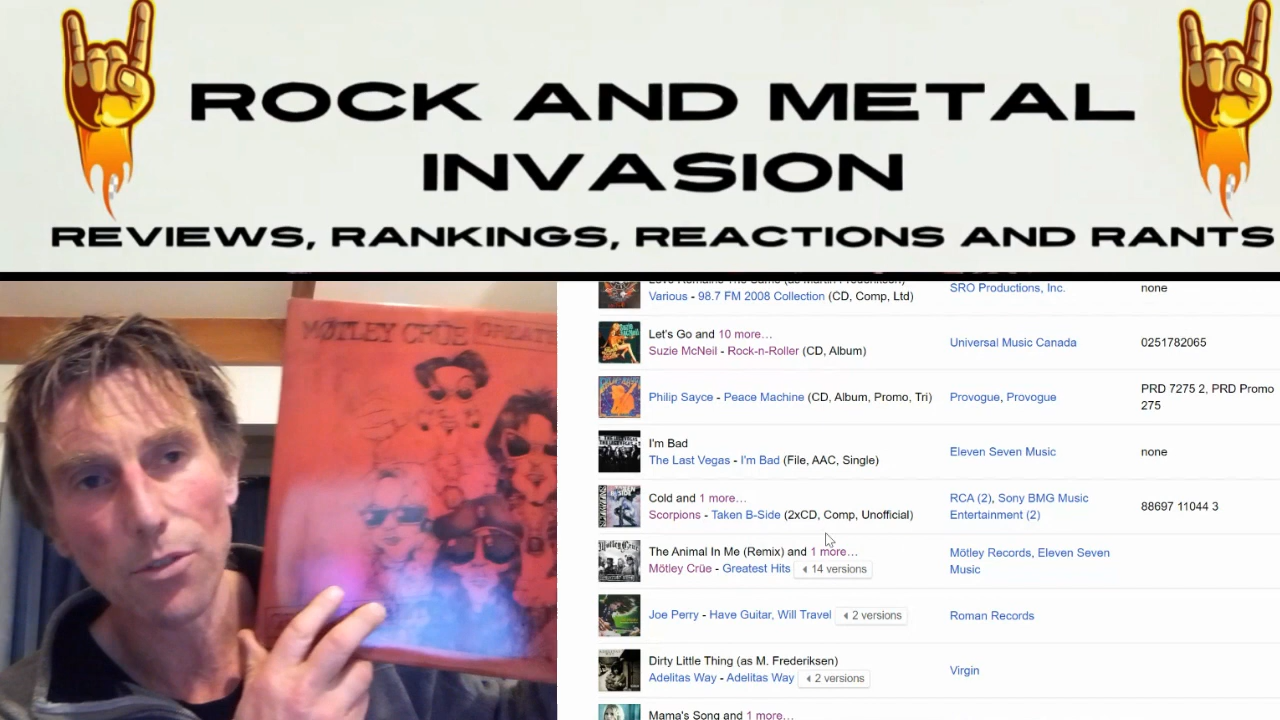 ROCK AND METAL
INVASION
REVIEWS, RANKINGS, REACTIONS AND RANTS
MÖTLEY CRÜE GREATE
SRO Productions, Inc.
none
Various - 98.7 FM 2008 Collection (CD, Comp, Ltd)
Let's Go and 10 more...
Suzie McNeil - Rock-n-Roller (CD, Album)
Universal Music Canada
0251782065
Philip Sayce - Peace Machine (CD, Album, Promo, Tri)
Provogue, Provogue
PRD 7275 2, PRD Promo
275
I'm Bad
The Last Vegas - I'm Bad (File, AAC, Single)
Eleven Seven Music
none
Cold and 1 more...
Scorpions - Taken B-Side (2xCD, Comp, Unofficial)
RCA (2), Sony BMG Music
Entertainment (2)
88697 11044 3
The Animal In Me (Remix) and 1 more...
Mötley Crüe - Greatest Hits 14 versions
Mötley Records, Eleven Seven
Music
Joe Perry - Have Guitar, Will Travel 2 versions
Roman Records
Dirty Little Thing (as M. Frederiksen)
Adelitas Way - Adelitas Way 2 versions
Virgin
Mama's Song and 1 more...